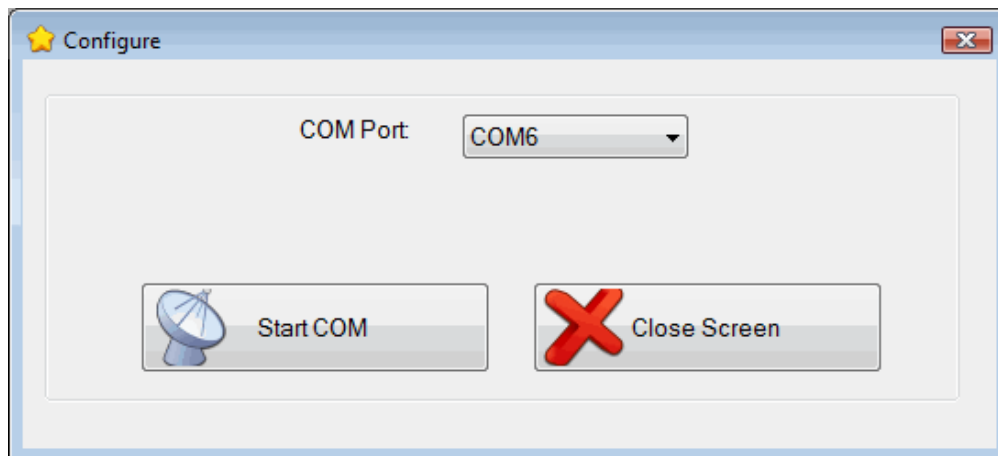 Configure
COM Port:
COM6
Start COM
Close Screen